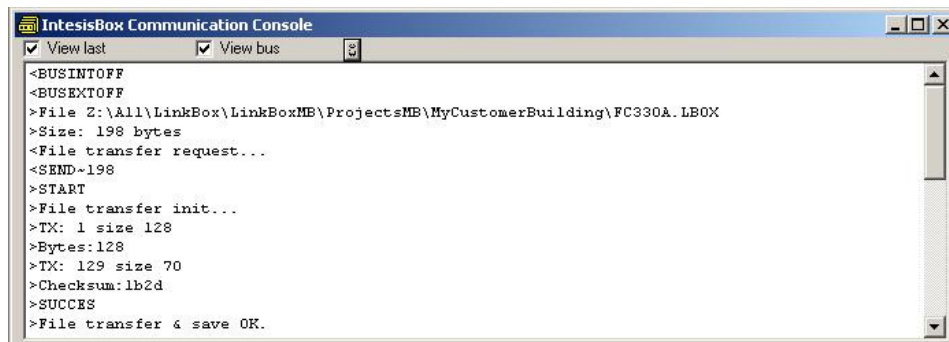 IntesisBox Communication Console
View last View bus
<BUSINTOFF
<BUSEXTOFF
>File Z:\All\LinkBox\LinkBoxMB\ProjectsMB\MyCustomerBuilding\FC330A.LBOX
>Size: 198 bytes
<File transfer request...
<SEND~198
>START
>File transfer init...
>TX: 1 size 128
>Bytes:128
>TX: 129 size 70
>Checksum:1b2d
>SUCCES
>File transfer & save OK.